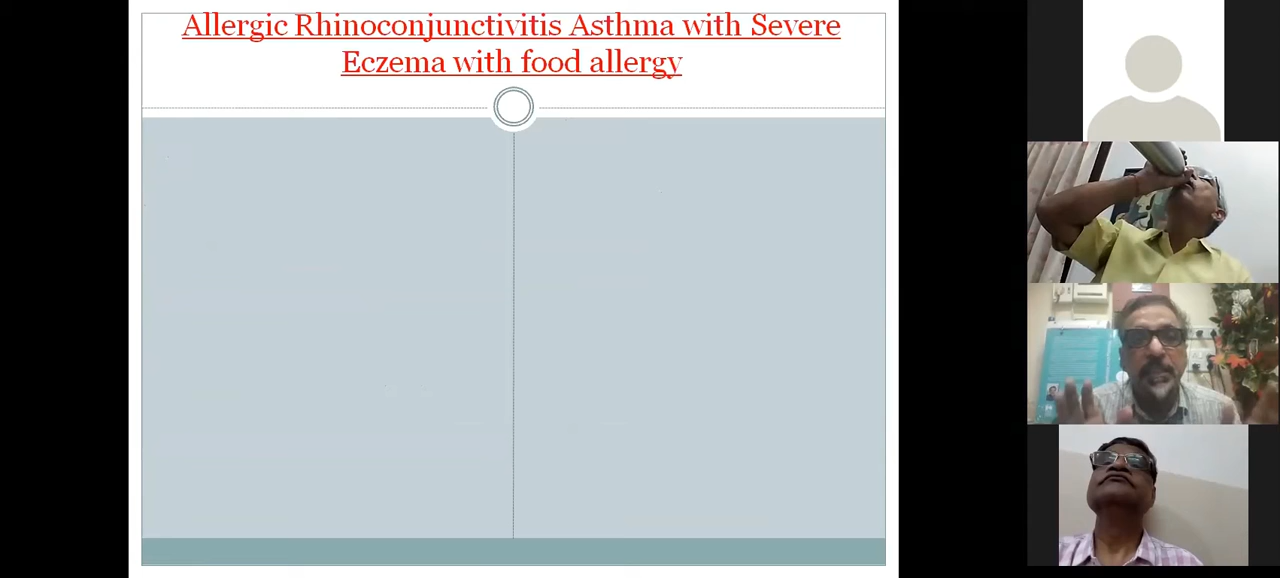 Allergic Rhinoconjunctivitis Asthma with Severe
Eczema with food allergy